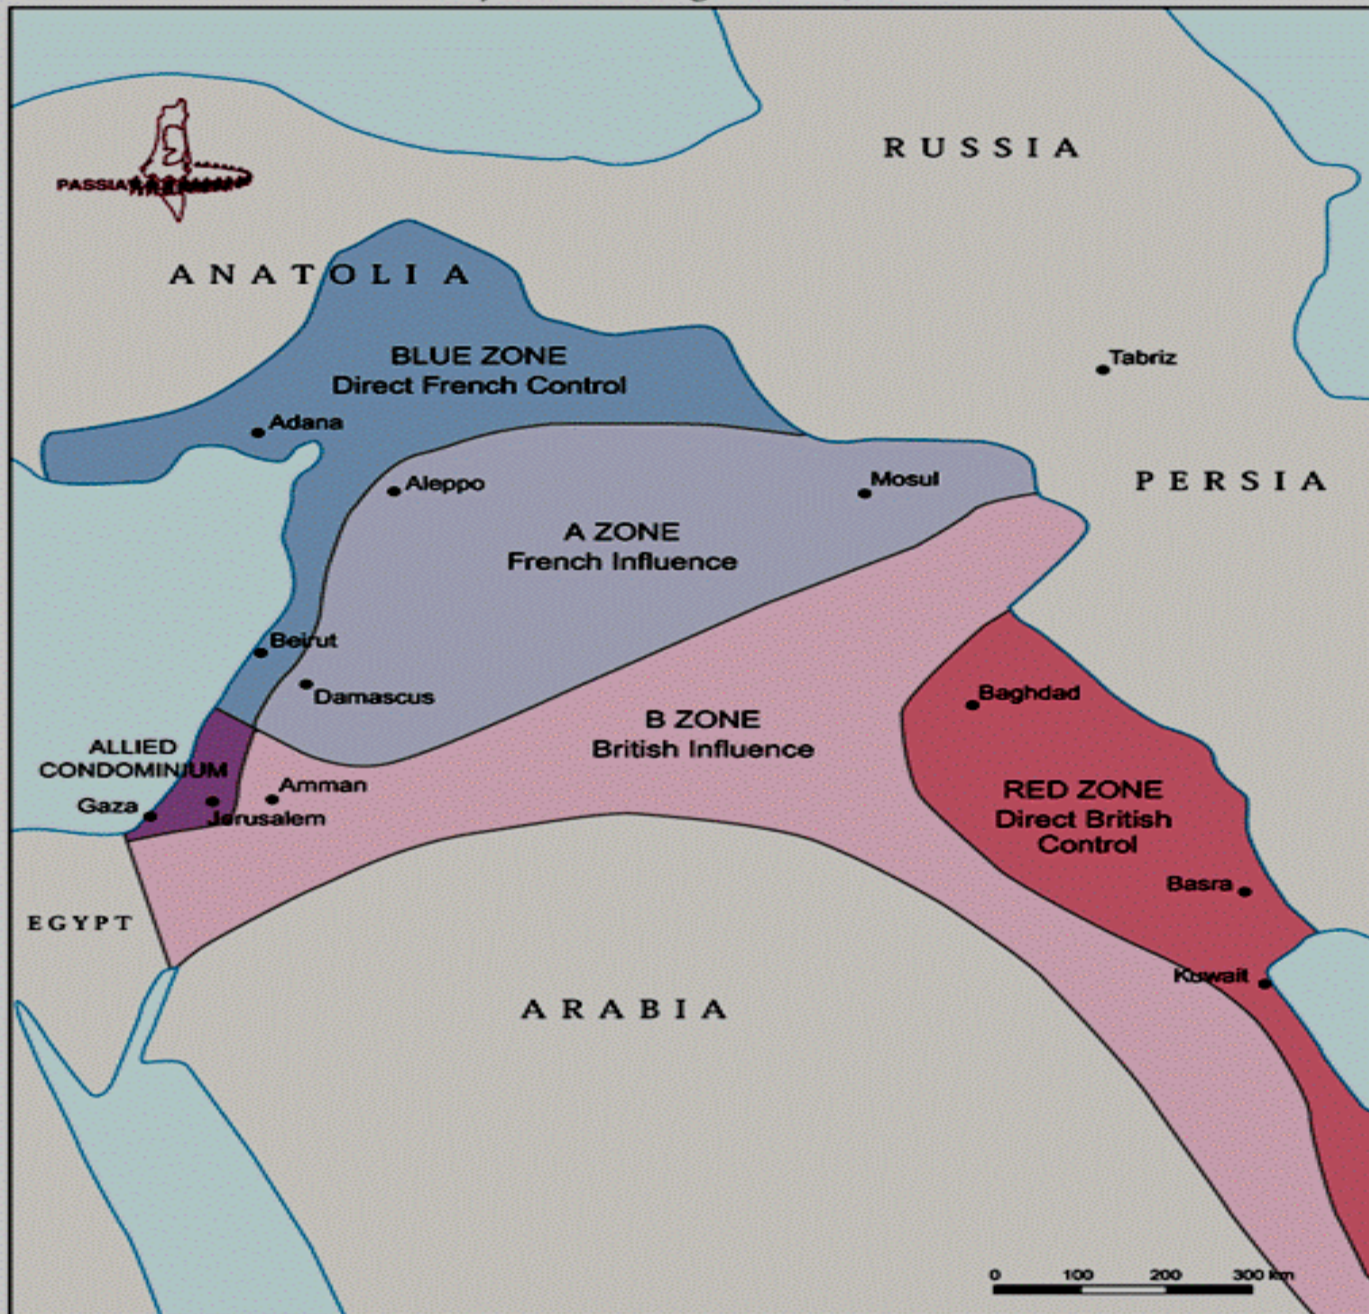 RUSSIA
PASSIA
ANATOLIA
BLUE ZONE
Direct French Control
Tabriz
Adana
Aleppo
Mosul
PERSIA
A ZONE
French Influence
Beirut
Damascus
Baghdad
B ZONE
British Influence
ALLIED
CONDOMINIUM
Amman
Gaza
Jerusalem
RED ZONE
Direct British
Control
Basra
EGYPT
Kuwait
ARABIA
0 100 200 300 km